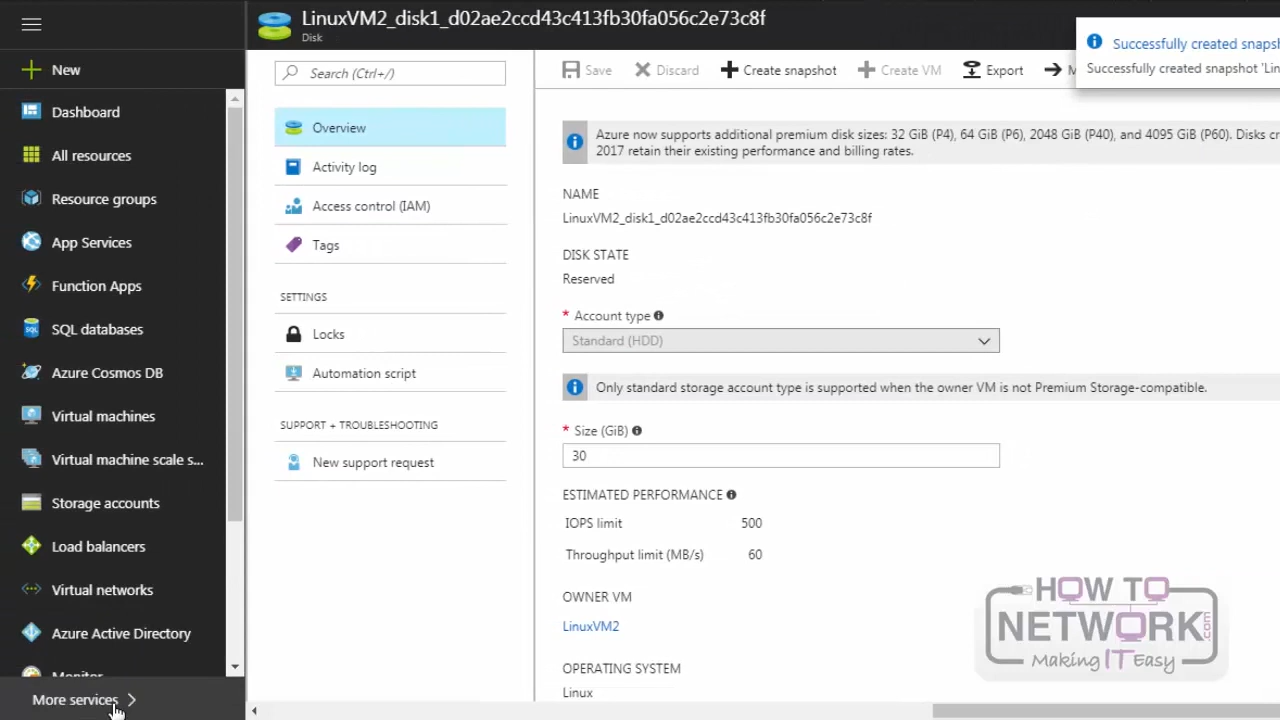 LinuxVM2_disk1_d02ae2ccd43c413fb30fa056c2e73c8f
Disk
Successfully created snaps
Successfully created snapshot 'Lin
New
Dashboard
All resources
Resource groups
App Services
Function Apps
SQL databases
Azure Cosmos DB
Virtual machines
Virtual machine scale s...
Storage accounts
Load balancers
Virtual networks
Azure Active Directory
Monitor
More services
Search (Ctrl+/)
Overview
Activity log
Access control (IAM)
Tags
SETTINGS
Locks
Automation script
SUPPORT + TROUBLESHOOTING
New support request
Save Discard Create snapshot Create VM Export
Azure now supports additional premium disk sizes: 32 GiB (P4), 64 GiB (P6), 2048 GiB (P40), and 4095 GiB (P60). Disks cr
2017 retain their existing performance and billing rates.
NAME
LinuxVM2_disk1_d02ae2ccd43c413fb30fa056c2e73c8f
DISK STATE
Reserved
* Account type
Standard (HDD)
Only standard storage account type is supported when the owner VM is not Premium Storage-compatible.
* Size (GiB)
30
ESTIMATED PERFORMANCE
IOPS limit 500
Throughput limit (MB/s) 60
OWNER VM
LinuxVM2
OPERATING SYSTEM
Linux
HOW TO
NETWORK.com
Making IT Easy